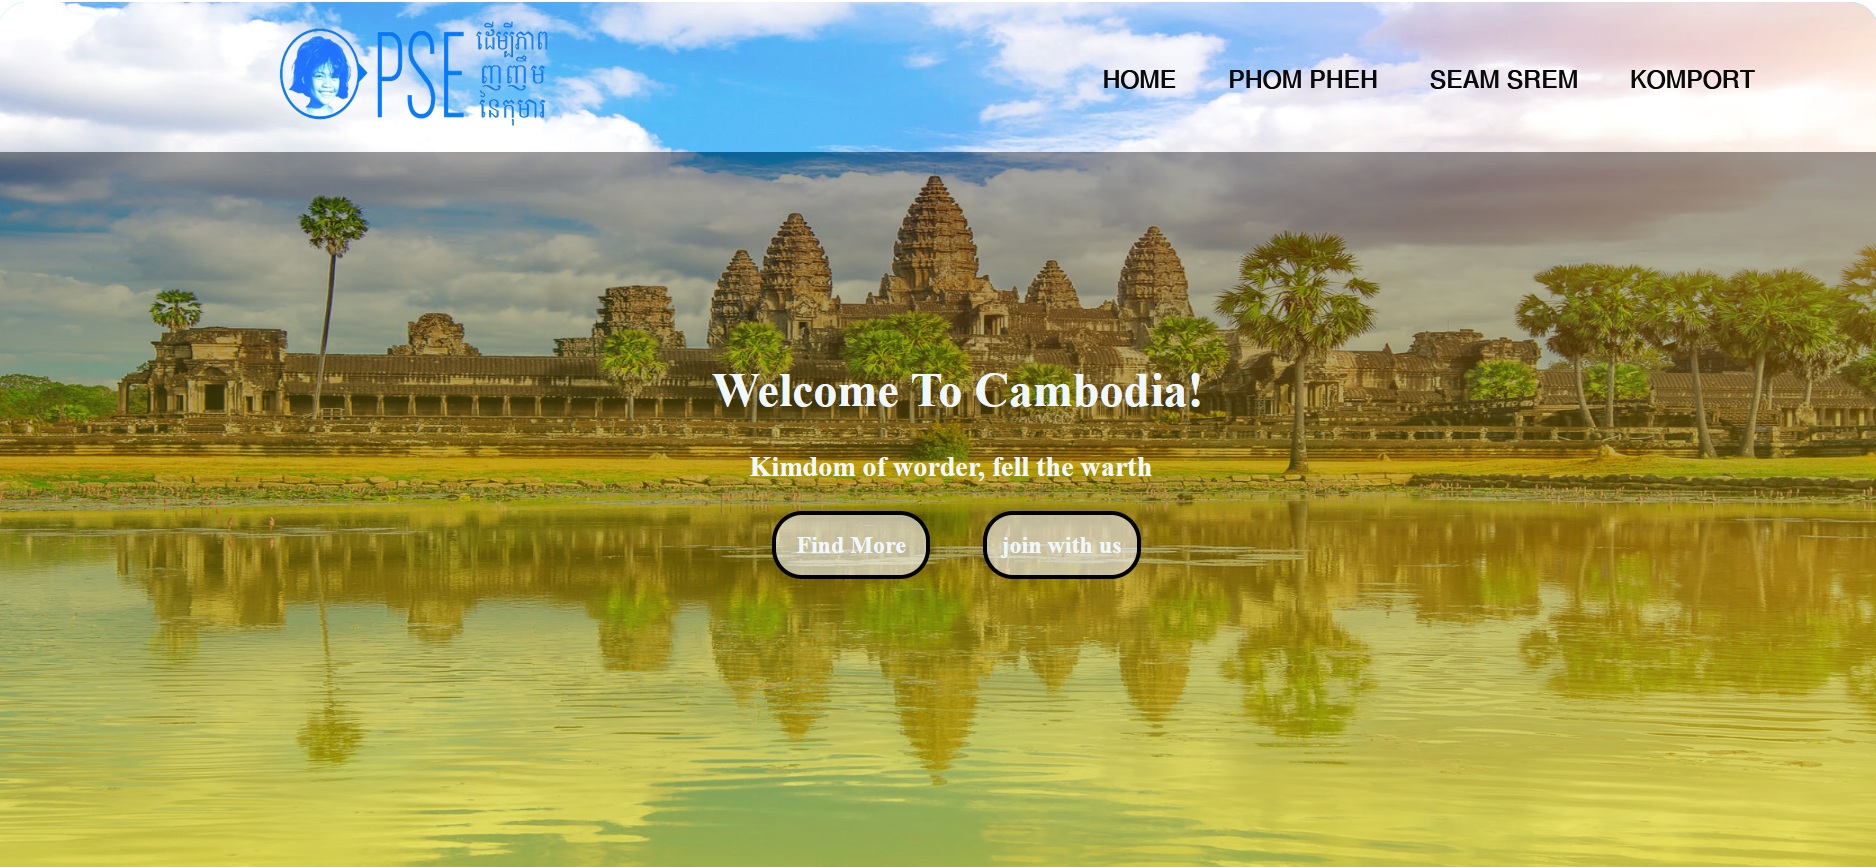 PSE
ដើម្បីភាព
ញញឹម
នៃកុមារ
HOME PHOM PHEH SEAM SREM KOMPORT
Welcome To Cambodia!
Kimdom of worder, fell the warth
Find More join with us